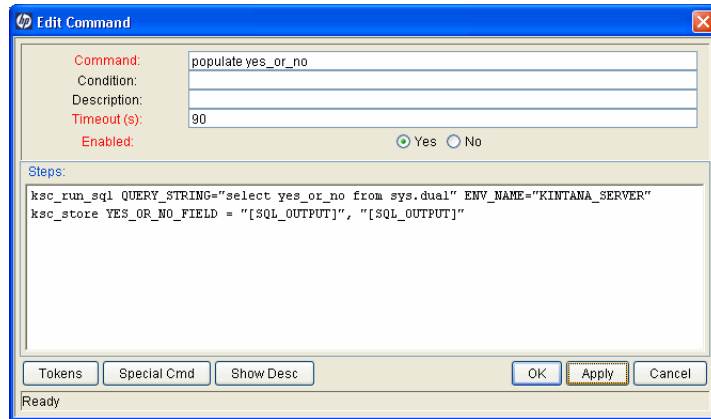 hp Edit Command
Command: populate yes_or_no
Condition:
Description:
Timeout (s): 90
Enabled: Yes No
Steps:
ksc_run_sql QUERY_STRING="select yes_or_no from sys.dual" ENV_NAME="KINTANA_SERVER"
ksc_store YES_OR_NO_FIELD = "[SQL_OUTPUT]", "[SQL_OUTPUT]"
Tokens Special Cmd Show Desc OK Apply Cancel
Ready